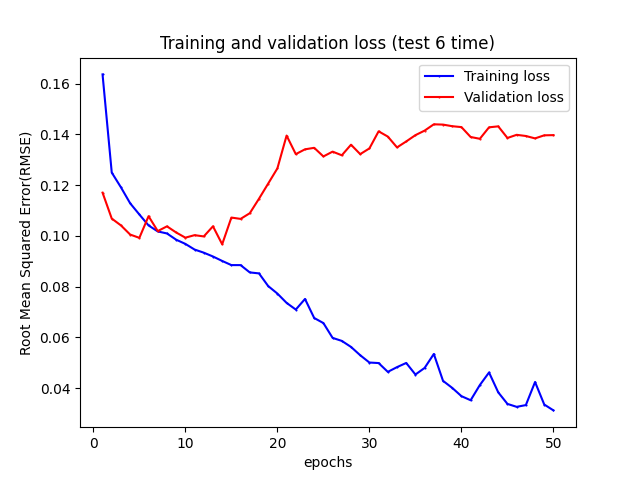 Training and validation loss (test 6 time)
Training loss
Validation loss
Root Mean Squared Error(RMSE)
0.16
0.14
0.12
0.10
0.08
0.06
0.04
0 10 20 30 40 50
epochs